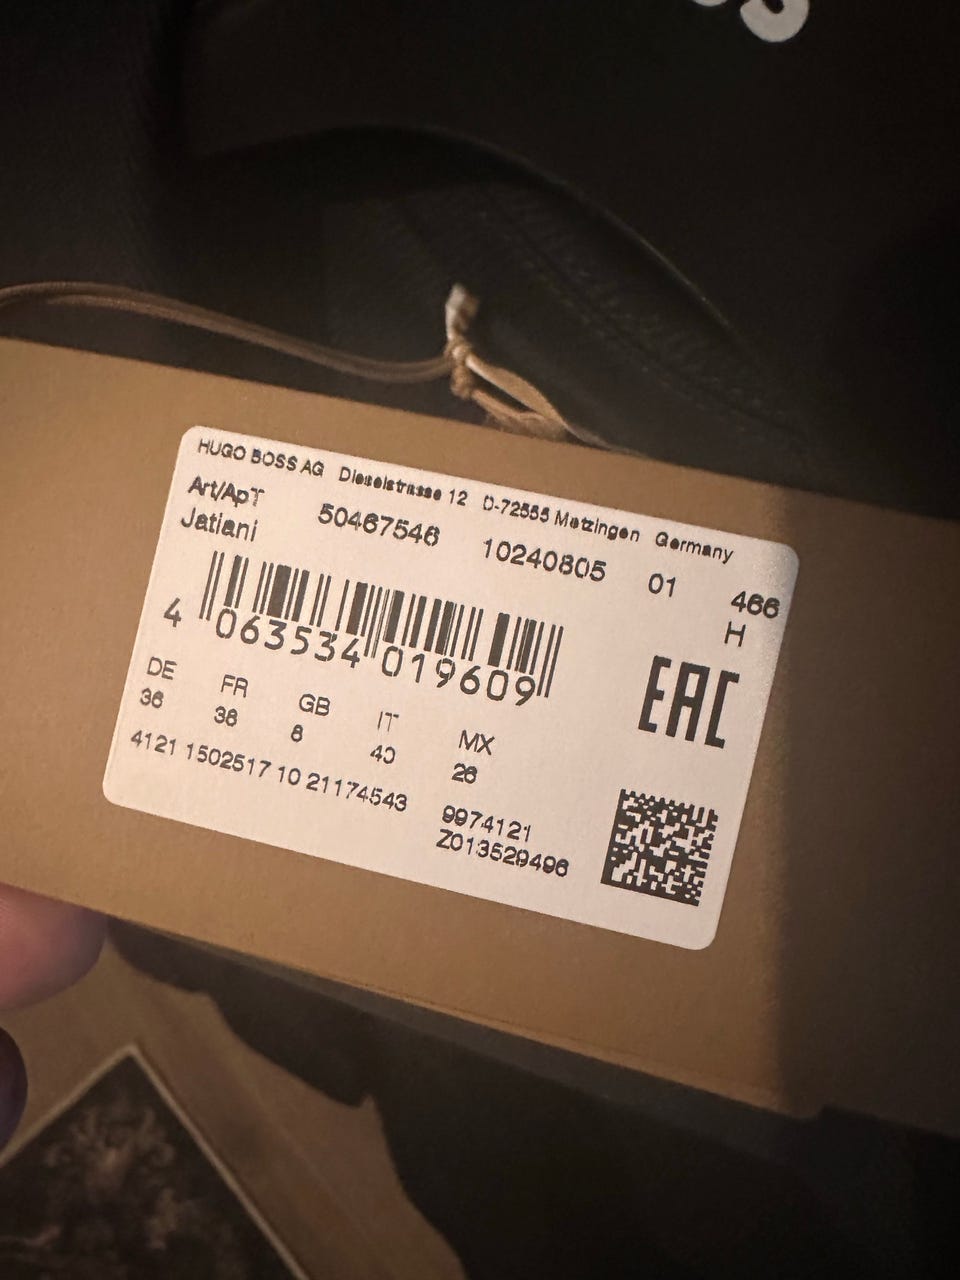 HUGO BOSS AG Dieselstrasse 12 D-72555 Metzingen Germany
Art/ApT 50467546 10240805 01 466
Jatiani H
4 063534 019609
EAC
DE FR GB IT MX
36 38 8 40 26
4121 1502517 10 21174543
9974121
Z013529496